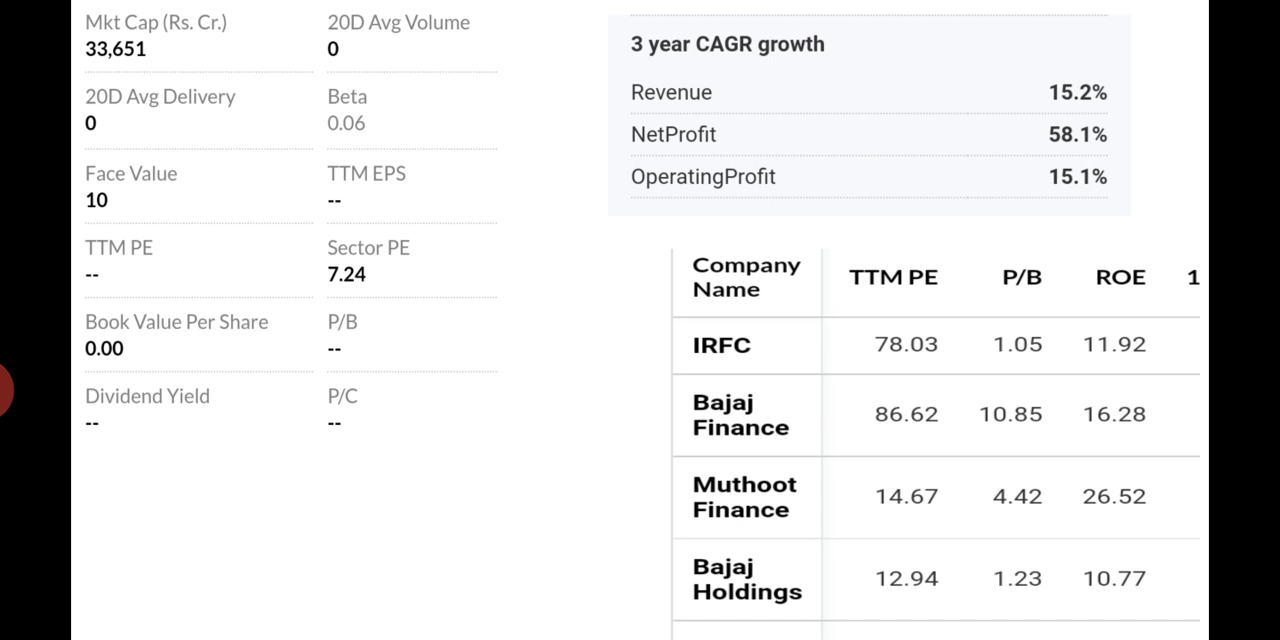 Mkt Cap (Rs. Cr.) 20D Avg Volume
33,651 0
20D Avg Delivery Beta
0 0.06
Face Value TTM EPS
10 --
TTM PE Sector PE
-- 7.24
Book Value Per Share P/B
0.00 --
Dividend Yield P/C
-- --
3 year CAGR growth
Revenue 15.2%
NetProfit 58.1%
OperatingProfit 15.1%
Company Name TTM PE P/B ROE 1
IRFC 78.03 1.05 11.92
Bajaj Finance 86.62 10.85 16.28
Muthoot Finance 14.67 4.42 26.52
Bajaj Holdings 12.94 1.23 10.77